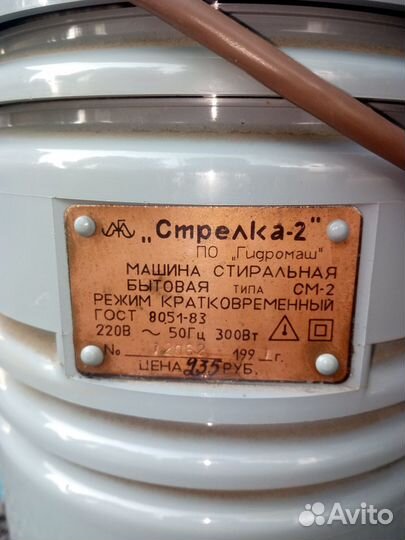 „Стрелка-2"
ПО „Гидромаш"
МАШИНА СТИРАЛЬНАЯ
БЫТОВАЯ ТИПА СМ-2
РЕЖИМ КРАТКОВРЕМЕННЫЙ
ГОСТ 8051-83
220В ~ 50Гц 300Вт
№ 199 г.
ЦЕНА 935 РУБ.
Avito